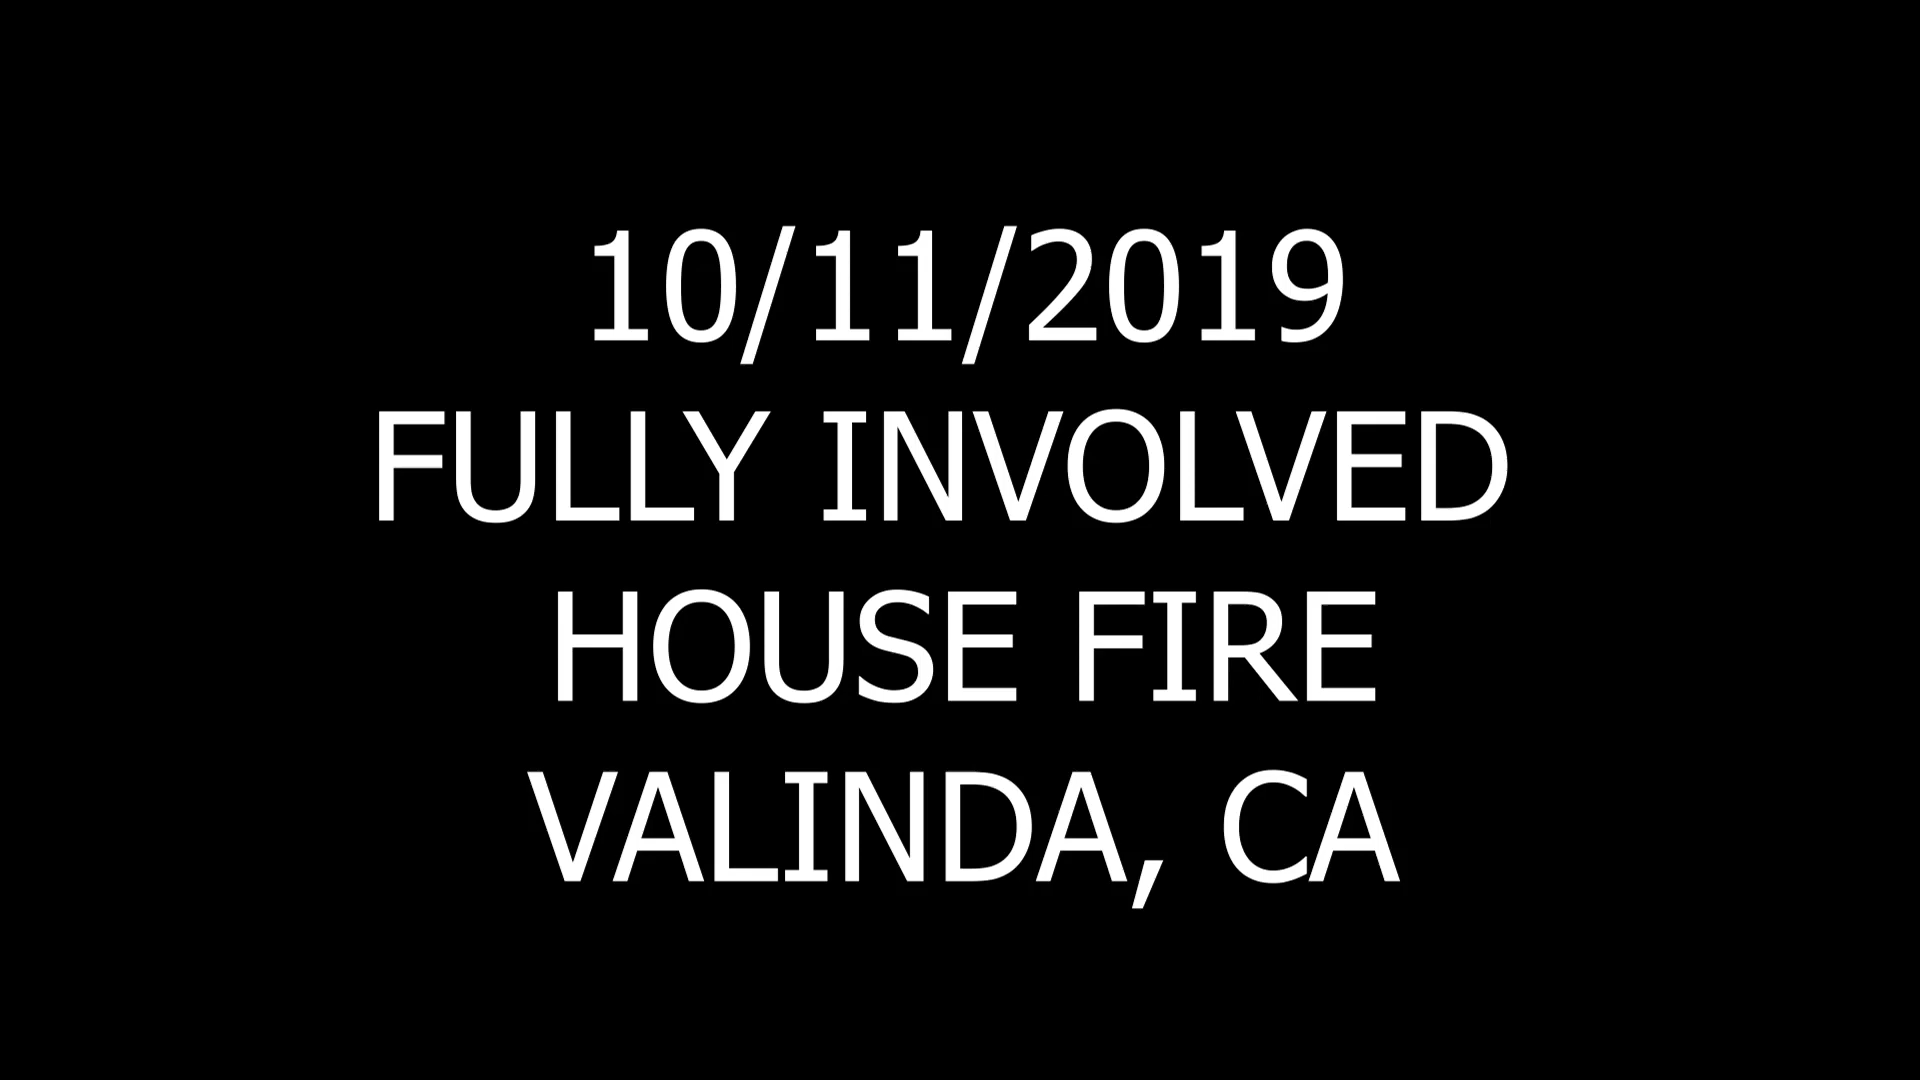 10/11/2019
FULLY INVOLVED
HOUSE FIRE
VALINDA, CA